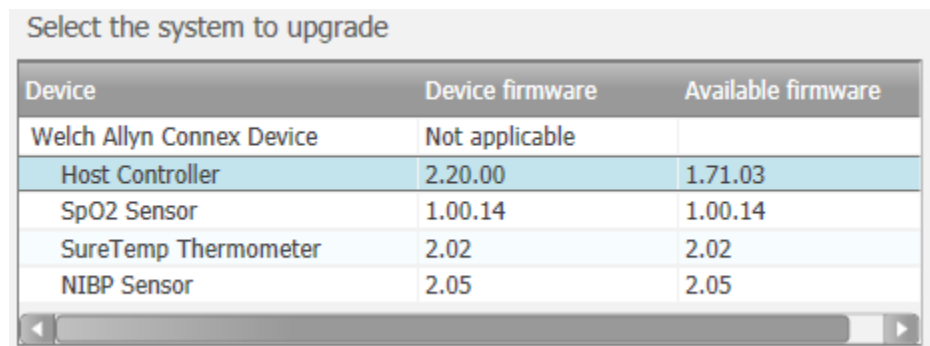 Select the system to upgrade
Device Device firmware Available firmware
Welch Allyn Connex Device Not applicable
Host Controller 2.20.00 1.71.03
SpO2 Sensor 1.00.14 1.00.14
SureTemp Thermometer 2.02 2.02
NIBP Sensor 2.05 2.05